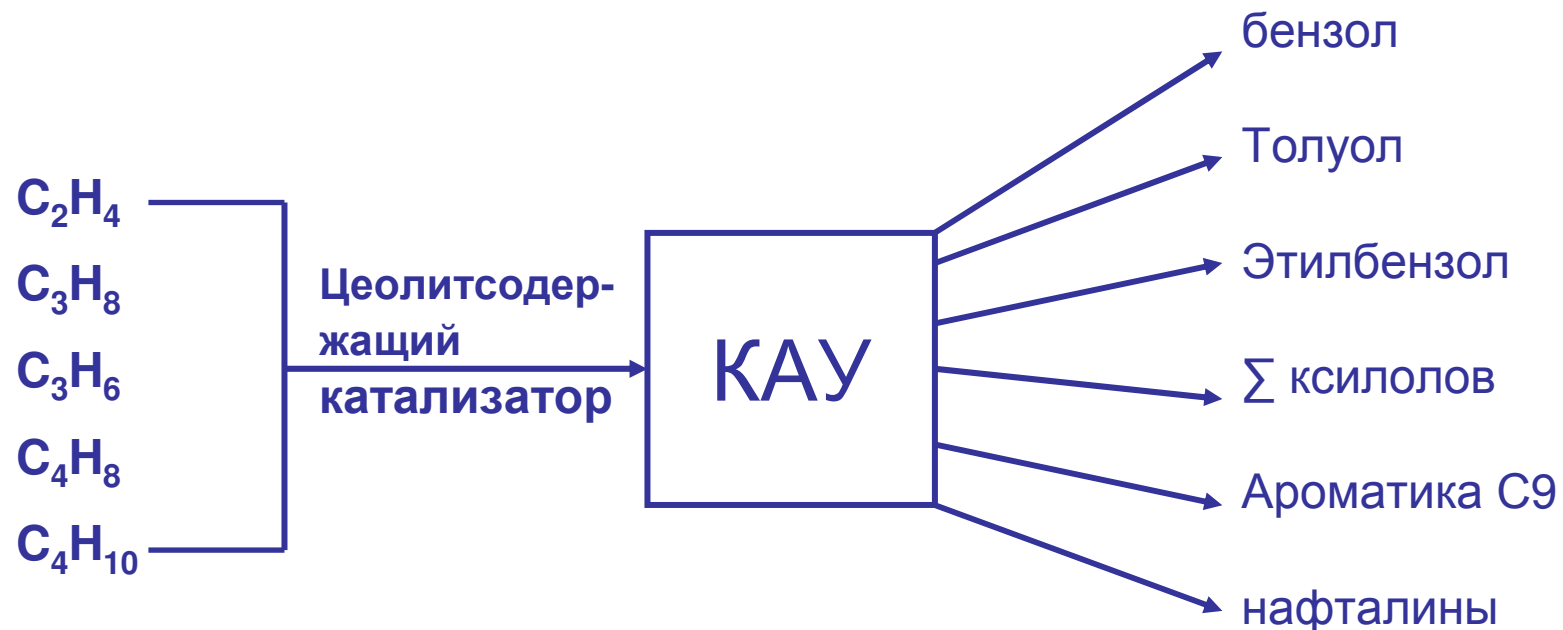 C₂H₄
C₃H₈
C₃H₆
C₄H₈
C₄H₁₀
Цеолитсодер-
жащий
катализатор
КАУ
бензол
Толуол
Этилбензол
∑ ксилолов
Ароматика С9
нафталины